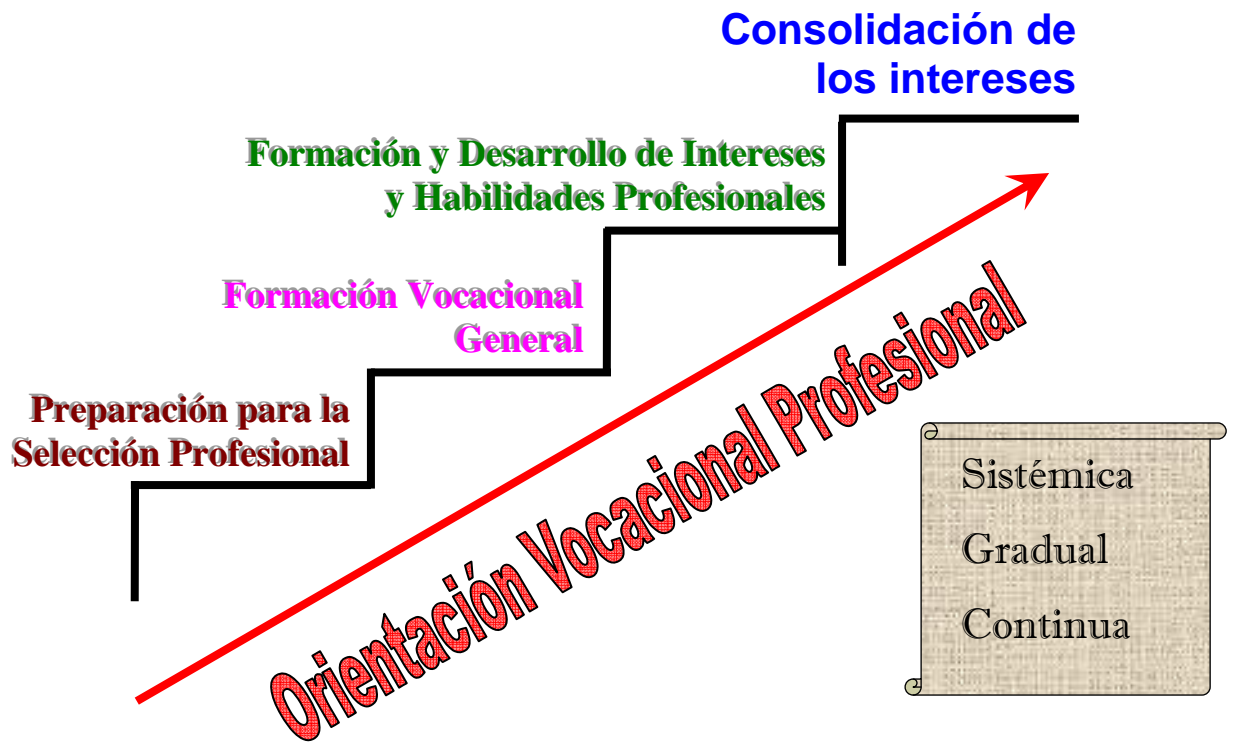 Consolidación de
los intereses
Formación y Desarrollo de Intereses
y Habilidades Profesionales
Formación Vocacional
General
Preparación para la
Selección Profesional
Orientación Vocacional Profesional
Sistémica
Gradual
Continua